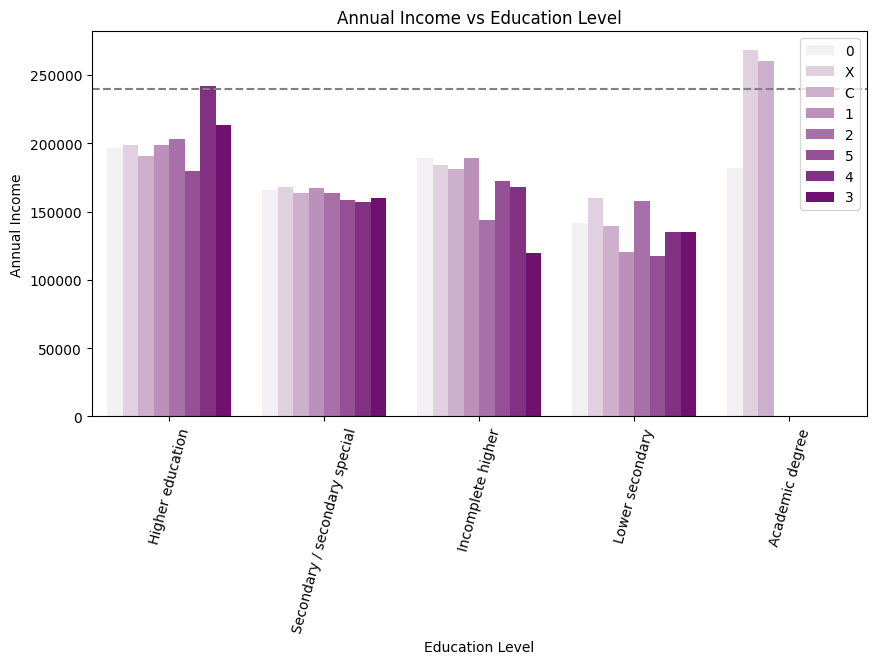 Annual Income vs Education Level
Annual Income
250000
200000
150000
100000
50000
0
0
X
C
1
2
5
4
3
Higher education
Secondary / secondary special
Incomplete higher
Lower secondary
Academic degree
Education Level